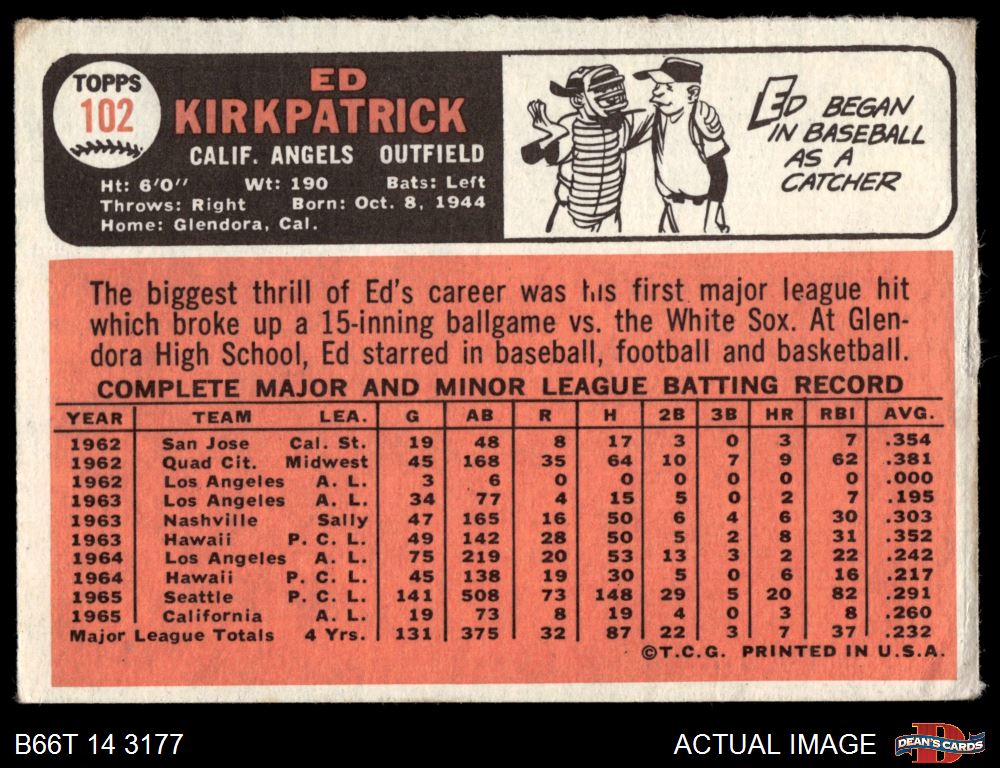 TOPPS
102
ED
KIRKPATRICK
CALIF. ANGELS OUTFIELD
Ht: 6'0" Wt: 190 Bats: Left
Throws: Right Born: Oct. 8, 1944
Home: Glendora, Cal.
ED BEGAN
IN BASEBALL
AS A
CATCHER
The biggest thrill of Ed's career was his first major league hit
which broke up a 15-inning ballgame vs. the White Sox. At Glen-
dora High School, Ed starred in baseball, football and basketball.
COMPLETE MAJOR AND MINOR LEAGUE BATTING RECORD
YEAR TEAM LEA. G AB R H 2B 3B HR RBI AVG.
1962 San Jose Cal. St. 19 48 8 17 3 0 3 7 .354
1962 Quad Cit. Midwest 45 168 35 64 10 7 9 62 .381
1962 Los Angeles A. L. 3 6 0 0 0 0 0 0 .000
1963 Los Angeles A. L. 34 77 4 15 5 0 2 7 .195
1963 Nashville Sally 47 165 16 50 6 4 6 30 .303
1963 Hawaii P. C. L. 49 142 28 50 5 2 8 31 .352
1964 Los Angeles A. L. 75 219 20 53 13 3 2 22 .242
1964 Hawaii P. C. L. 45 138 19 30 5 0 6 16 .217
1965 Seattle P. C. L. 141 508 73 148 29 5 20 82 .291
1965 California A. L. 19 73 8 19 4 0 3 8 .260
Major League Totals 4 Yrs. 131 375 32 87 22 3 7 37 .232
©T.C.G. PRINTED IN U.S.A.
B66T 14 3177
ACTUAL IMAGE
D
DEAN'S CARDS